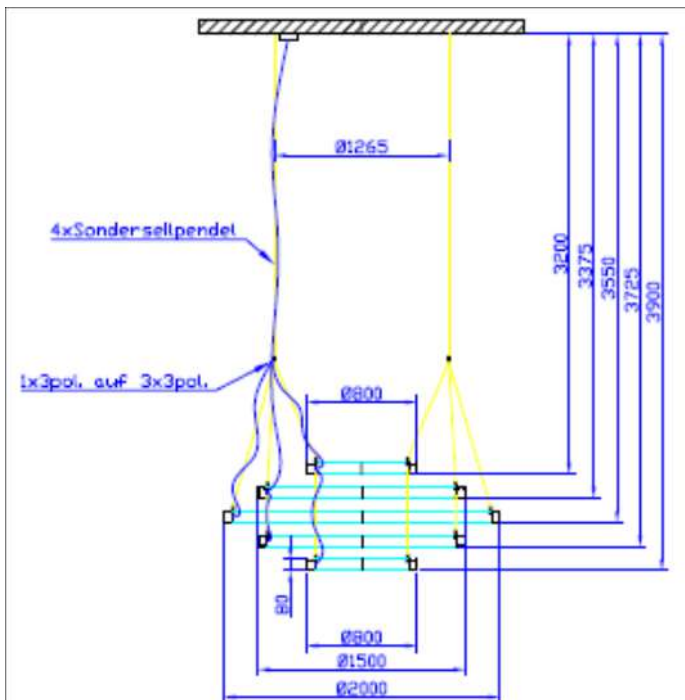 Ø1265
4xSonderseilpendel
3200
3375
3550
3725
3900
1x3pol. auf 3x3pol.
Ø800
80
Ø800
Ø1500
Ø2000